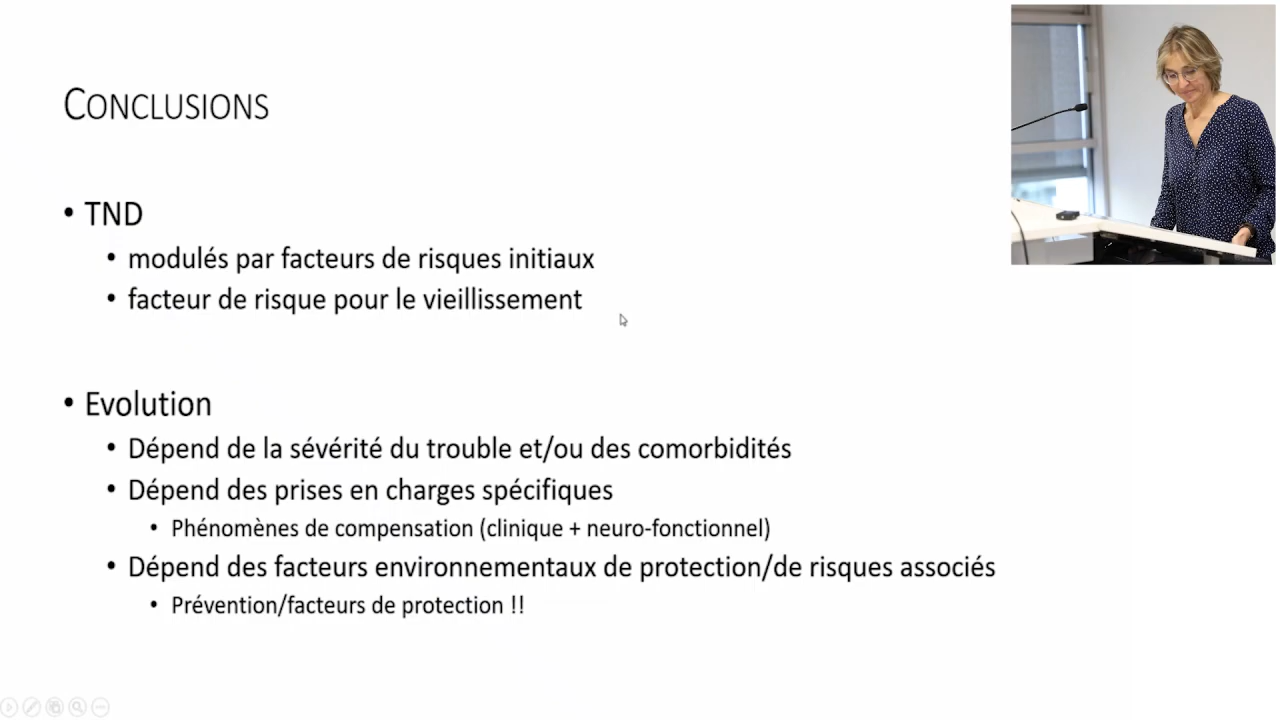 CONCLUSIONS
• TND
• modulés par facteurs de risques initiaux
• facteur de risque pour le vieillissement
• Evolution
• Dépend de la sévérité du trouble et/ou des comorbidités
• Dépend des prises en charges spécifiques
• Phénomènes de compensation (clinique + neuro-fonctionnel)
• Dépend des facteurs environnementaux de protection/de risques associés
• Prévention/facteurs de protection !!